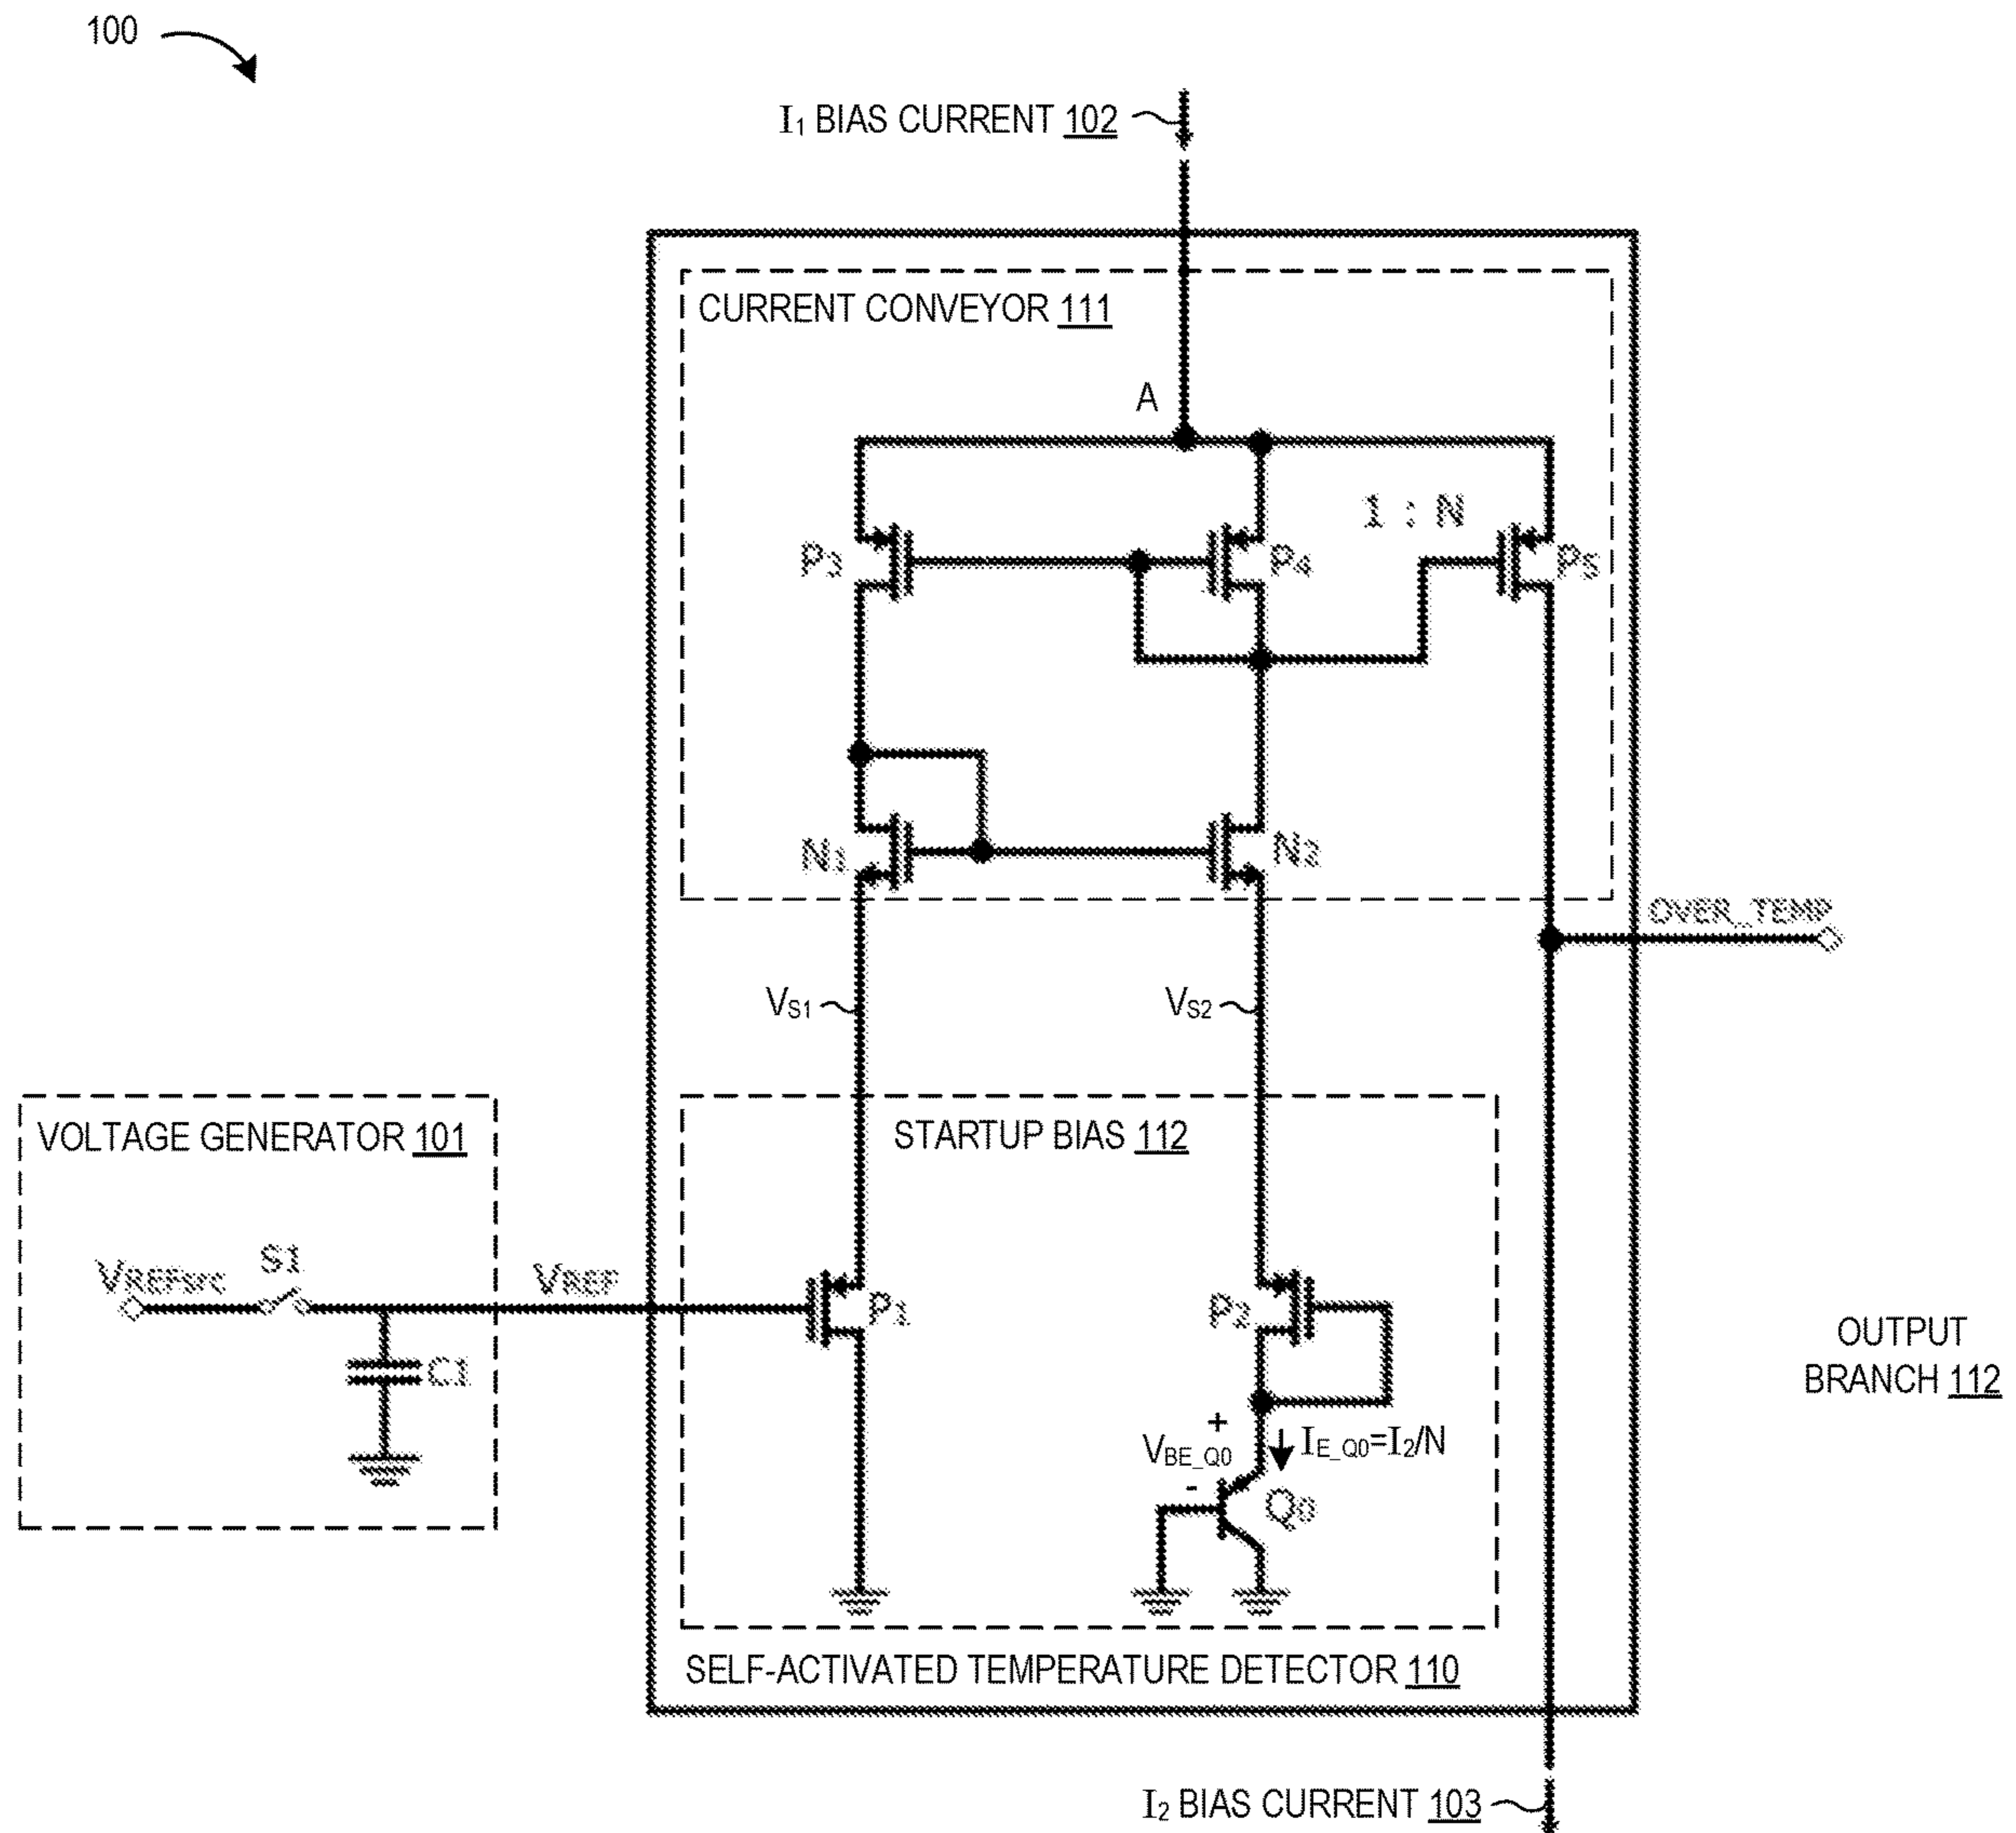 100
I₁ BIAS CURRENT 102
CURRENT CONVEYOR 111
A
1 : N
P3
P4
P5
N1
N2
OVER_TEMP
VS1
VS2
VOLTAGE GENERATOR 101
STARTUP BIAS 112
VREFsrc
S1
VREF
P1
P2
C1
OUTPUT
BRANCH 112
+
VBE_Q0
-
IE_Q0=I2/N
Q0
SELF-ACTIVATED TEMPERATURE DETECTOR 110
I₂ BIAS CURRENT 103